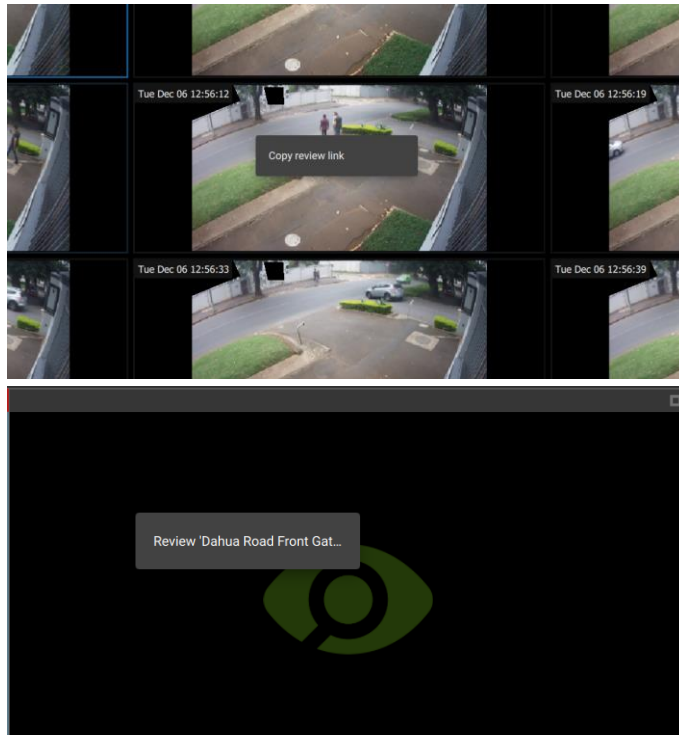 Tue Dec 06 12:56:12
Tue Dec 06 12:56:19
Copy review link
Tue Dec 06 12:56:33
Tue Dec 06 12:56:39
Review 'Dahua Road Front Gat...